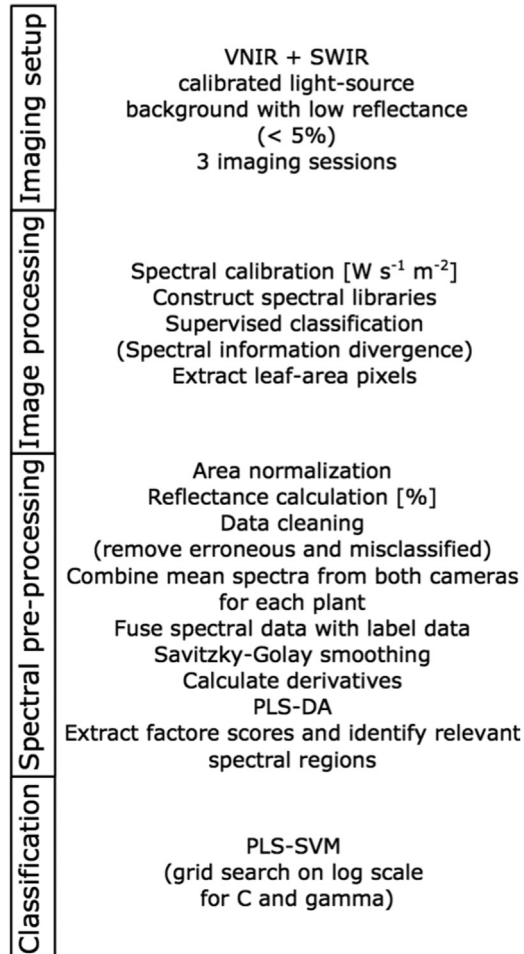 Imaging setup
VNIR + SWIR
calibrated light-source
background with low reflectance
(< 5%)
3 imaging sessions
Image processing
Spectral calibration [W s⁻¹ m⁻²]
Construct spectral libraries
Supervised classification
(Spectral information divergence)
Extract leaf-area pixels
Spectral pre-processing
Area normalization
Reflectance calculation [%]
Data cleaning
(remove erroneous and misclassified)
Combine mean spectra from both cameras
for each plant
Fuse spectral data with label data
Savitzky-Golay smoothing
Calculate derivatives
PLS-DA
Extract factore scores and identify relevant
spectral regions
Classification
PLS-SVM
(grid search on log scale
for C and gamma)